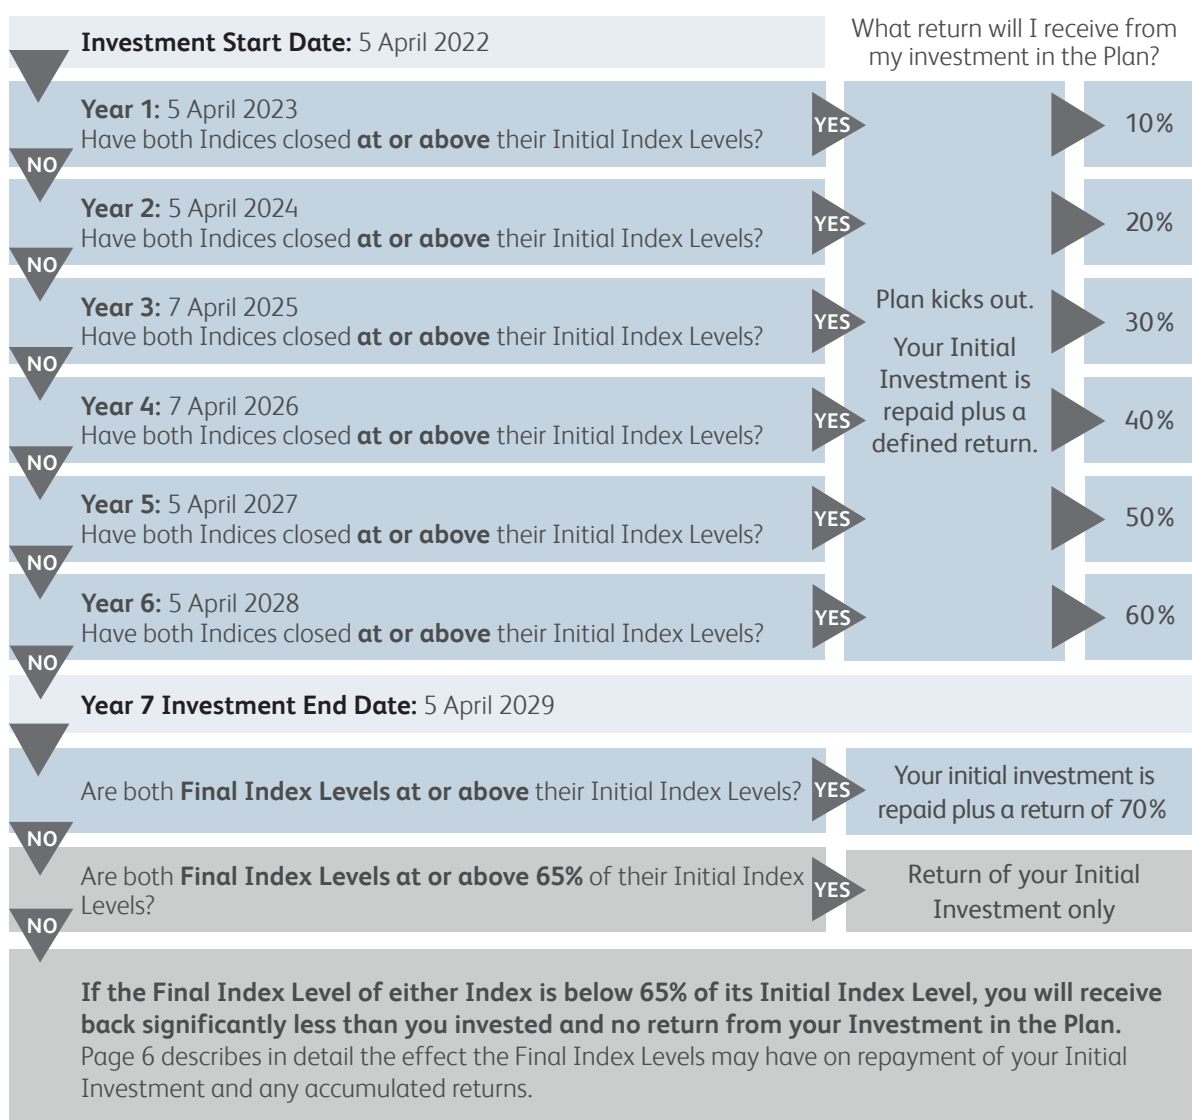 Investment Start Date: 5 April 2022
What return will I receive from
my investment in the Plan?
Year 1: 5 April 2023
Have both Indices closed at or above their Initial Index Levels?
YES
10%
NO
Year 2: 5 April 2024
Have both Indices closed at or above their Initial Index Levels?
YES
20%
NO
Year 3: 7 April 2025
Have both Indices closed at or above their Initial Index Levels?
YES
30%
NO
Year 4: 7 April 2026
Have both Indices closed at or above their Initial Index Levels?
YES
40%
NO
Year 5: 5 April 2027
Have both Indices closed at or above their Initial Index Levels?
YES
50%
NO
Year 6: 5 April 2028
Have both Indices closed at or above their Initial Index Levels?
YES
60%
NO
Plan kicks out.
Your Initial
Investment is
repaid plus a
defined return.
Year 7 Investment End Date: 5 April 2029
Are both Final Index Levels at or above their Initial Index Levels?
YES
Your initial investment is
repaid plus a return of 70%
NO
Are both Final Index Levels at or above 65% of their Initial Index
Levels?
YES
Return of your Initial
Investment only
NO
If the Final Index Level of either Index is below 65% of its Initial Index Level, you will receive
back significantly less than you invested and no return from your Investment in the Plan.
Page 6 describes in detail the effect the Final Index Levels may have on repayment of your Initial
Investment and any accumulated returns.